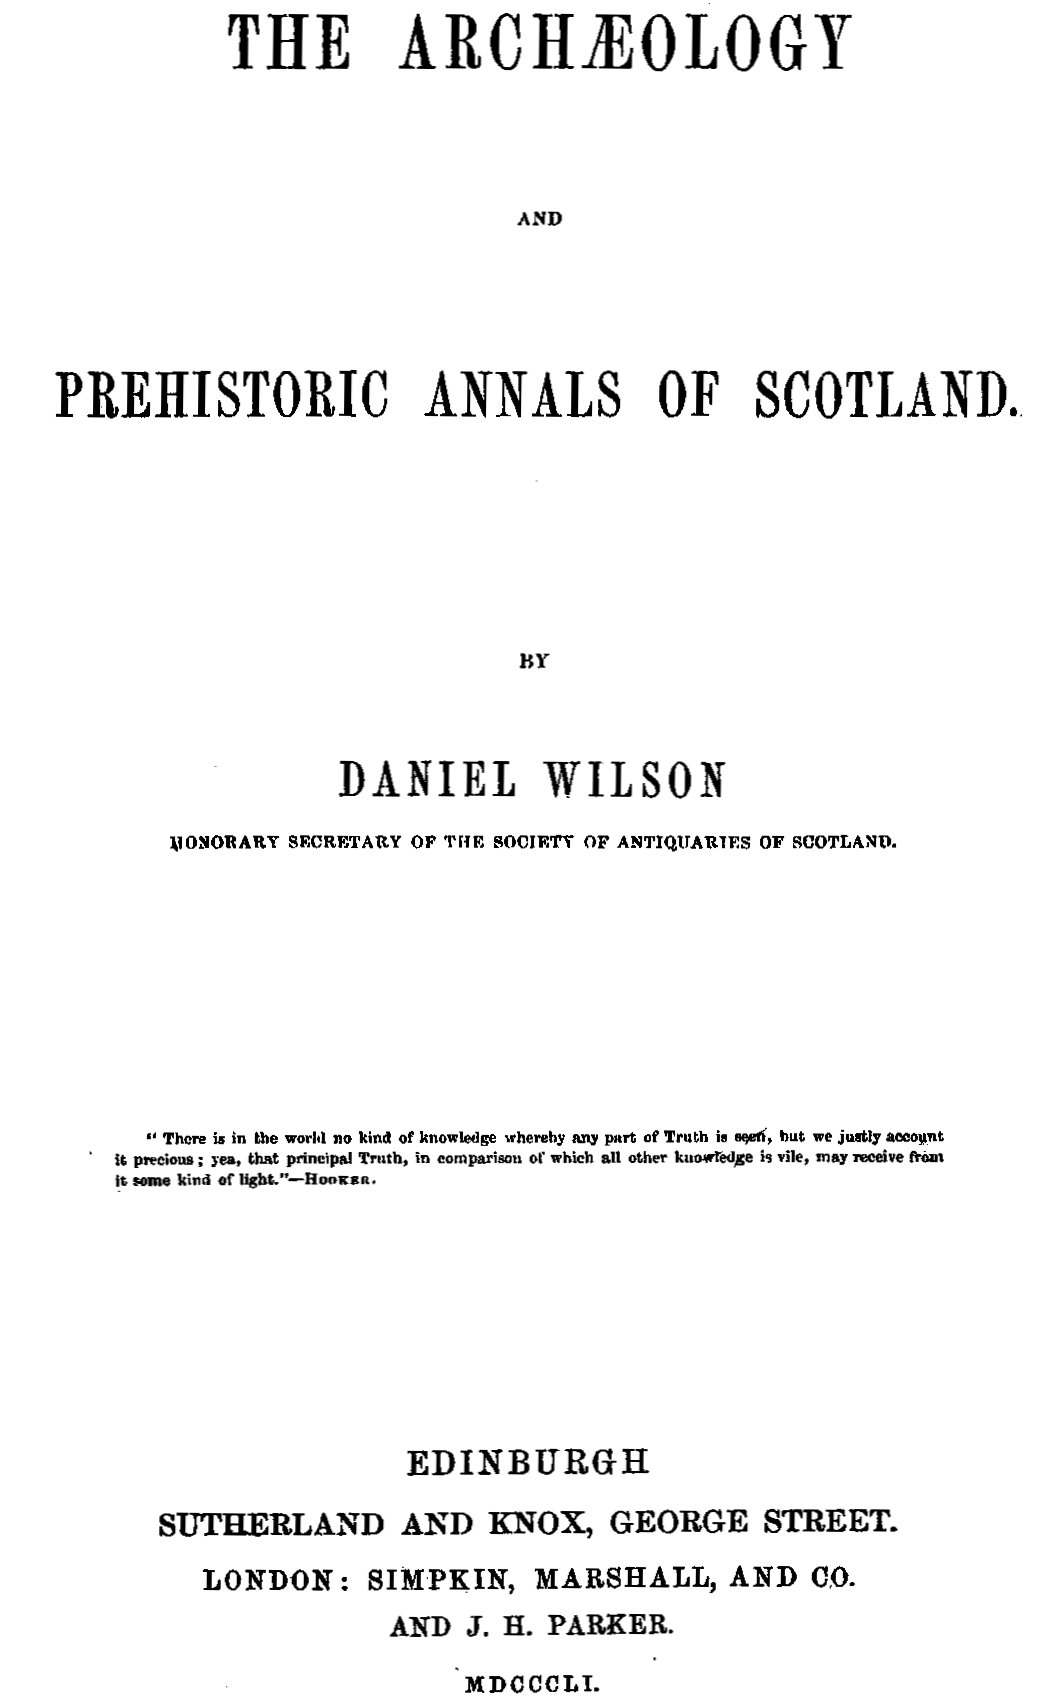 THE ARCHÆOLOGY
AND
PREHISTORIC ANNALS OF SCOTLAND.
BY
DANIEL WILSON
HONORARY SECRETARY OF THE SOCIETY OF ANTIQUARIES OF SCOTLAND.
" There is in the world no kind of knowledge whereby any part of Truth is seen, but we justly account
it precious ; yea, that principal Truth, in comparison of which all other knowledge is vile, may receive from
it some kind of light."—HOOKER.
EDINBURGH
SUTHERLAND AND KNOX, GEORGE STREET.
LONDON: SIMPKIN, MARSHALL, AND CO.
AND J. H. PARKER.
MDCCCLI.